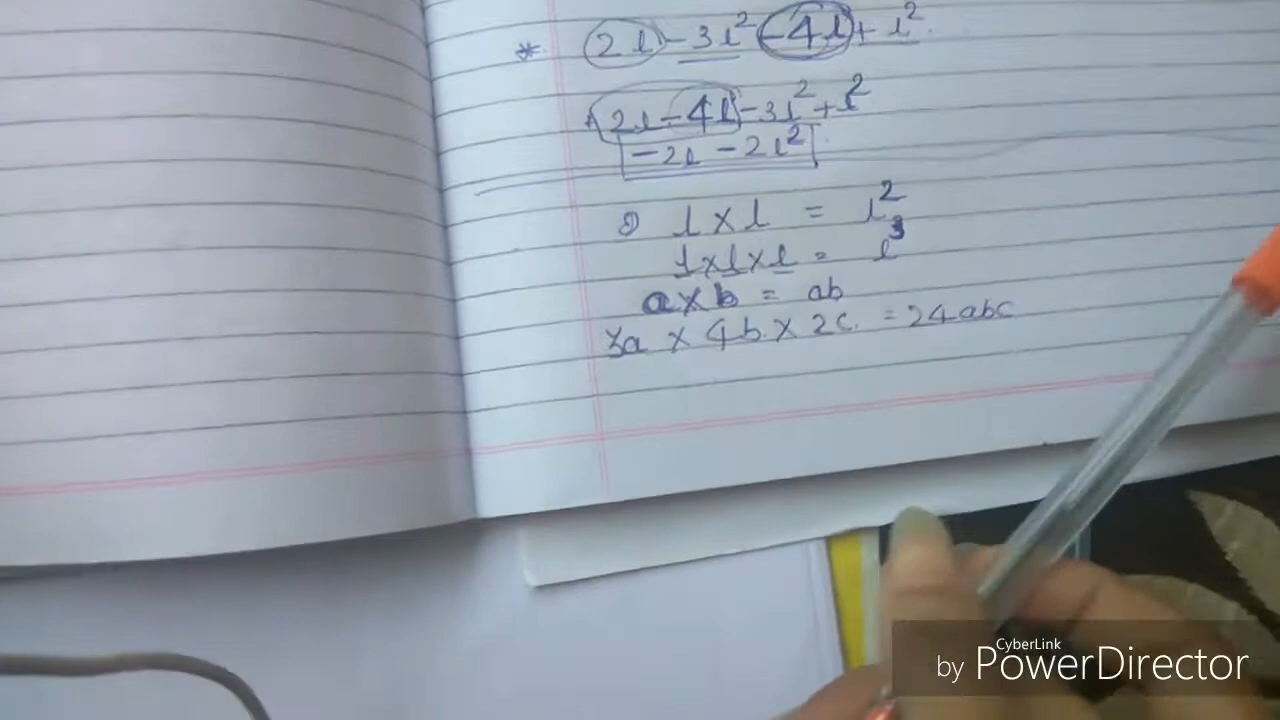 * 2l - 3l² - 4l + l².
2l - 4l - 3l² + l²
- 2l - 2l²
l x l = l²
l x l x l = l³
a x b = ab
3a x 4b x 2c = 24abc
CyberLink
by PowerDirector